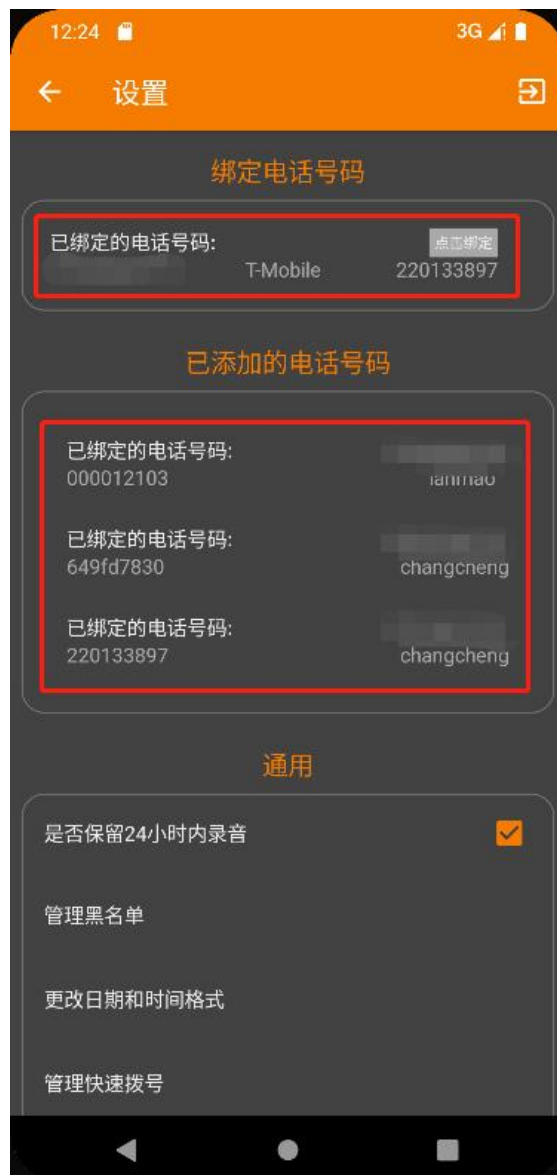 12:24
3G
设置
绑定电话号码
已绑定的电话号码:
点击绑定
T-Mobile 220133897
已添加的电话号码
已绑定的电话号码:
000012103
已绑定的电话号码:
649fd7830 changcheng
已绑定的电话号码:
220133897 changcheng
通用
是否保留24小时内录音
管理黑名单
更改日期和时间格式
管理快速拨号